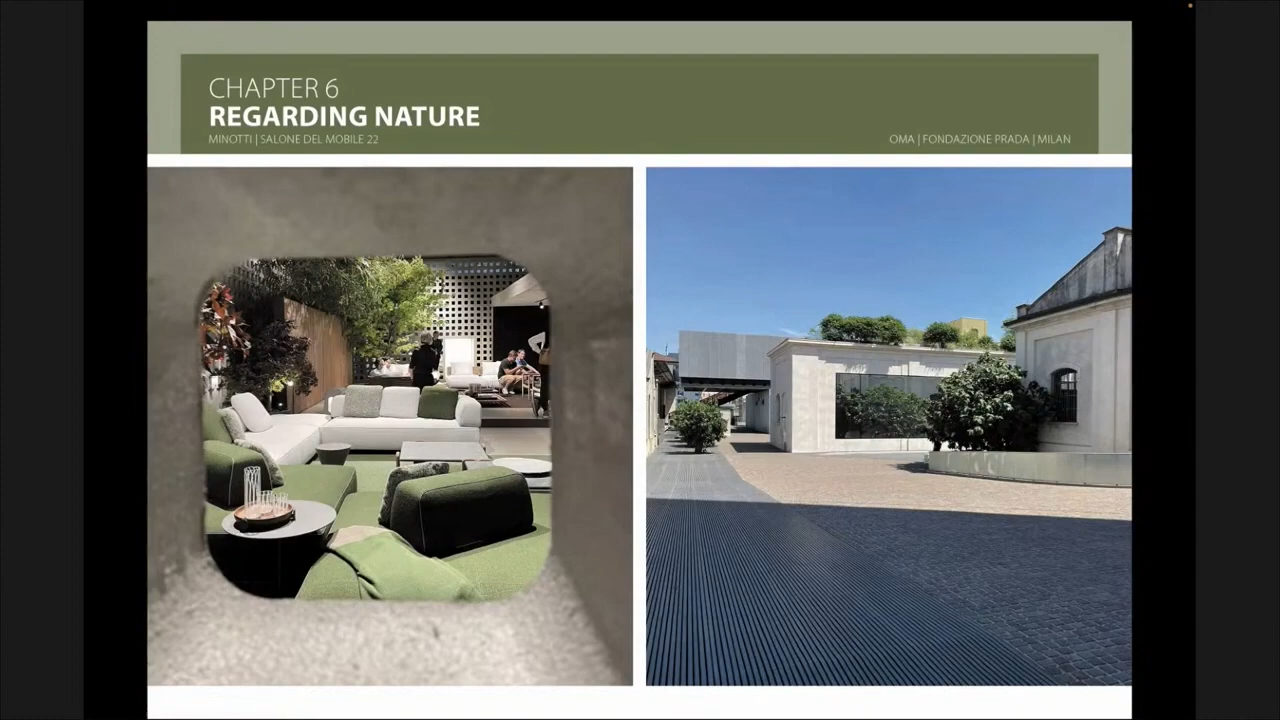 CHAPTER 6
REGARDING NATURE
MINOTTI | SALONE DEL MOBILE 22
OMA | FONDAZIONE PRADA | MILAN